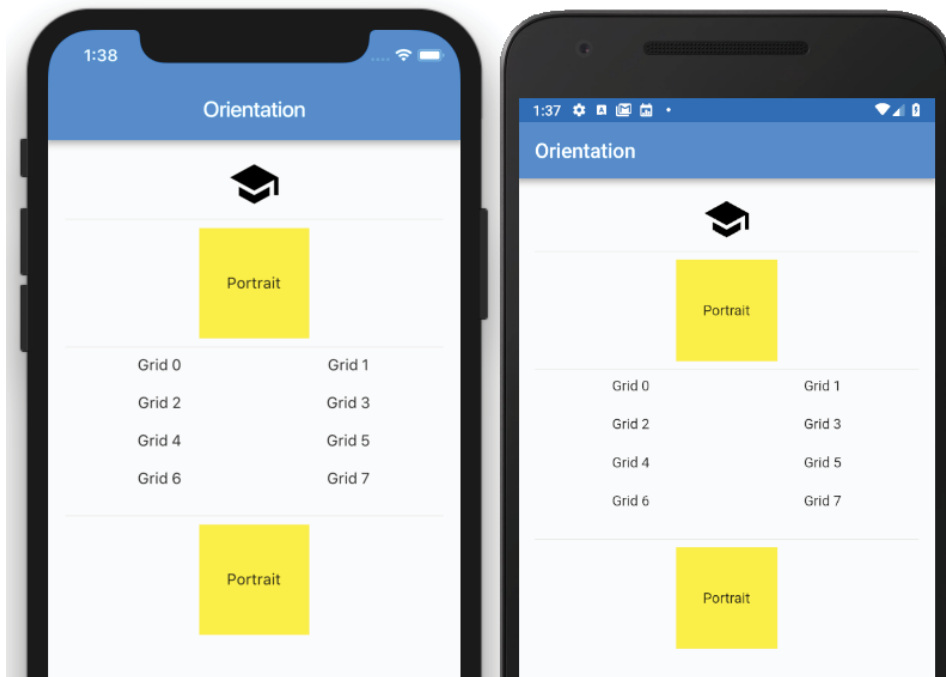 1:38
Orientation
Portrait
Grid 0 Grid 1
Grid 2 Grid 3
Grid 4 Grid 5
Grid 6 Grid 7
Portrait
1:37
Orientation
Portrait
Grid 0 Grid 1
Grid 2 Grid 3
Grid 4 Grid 5
Grid 6 Grid 7
Portrait